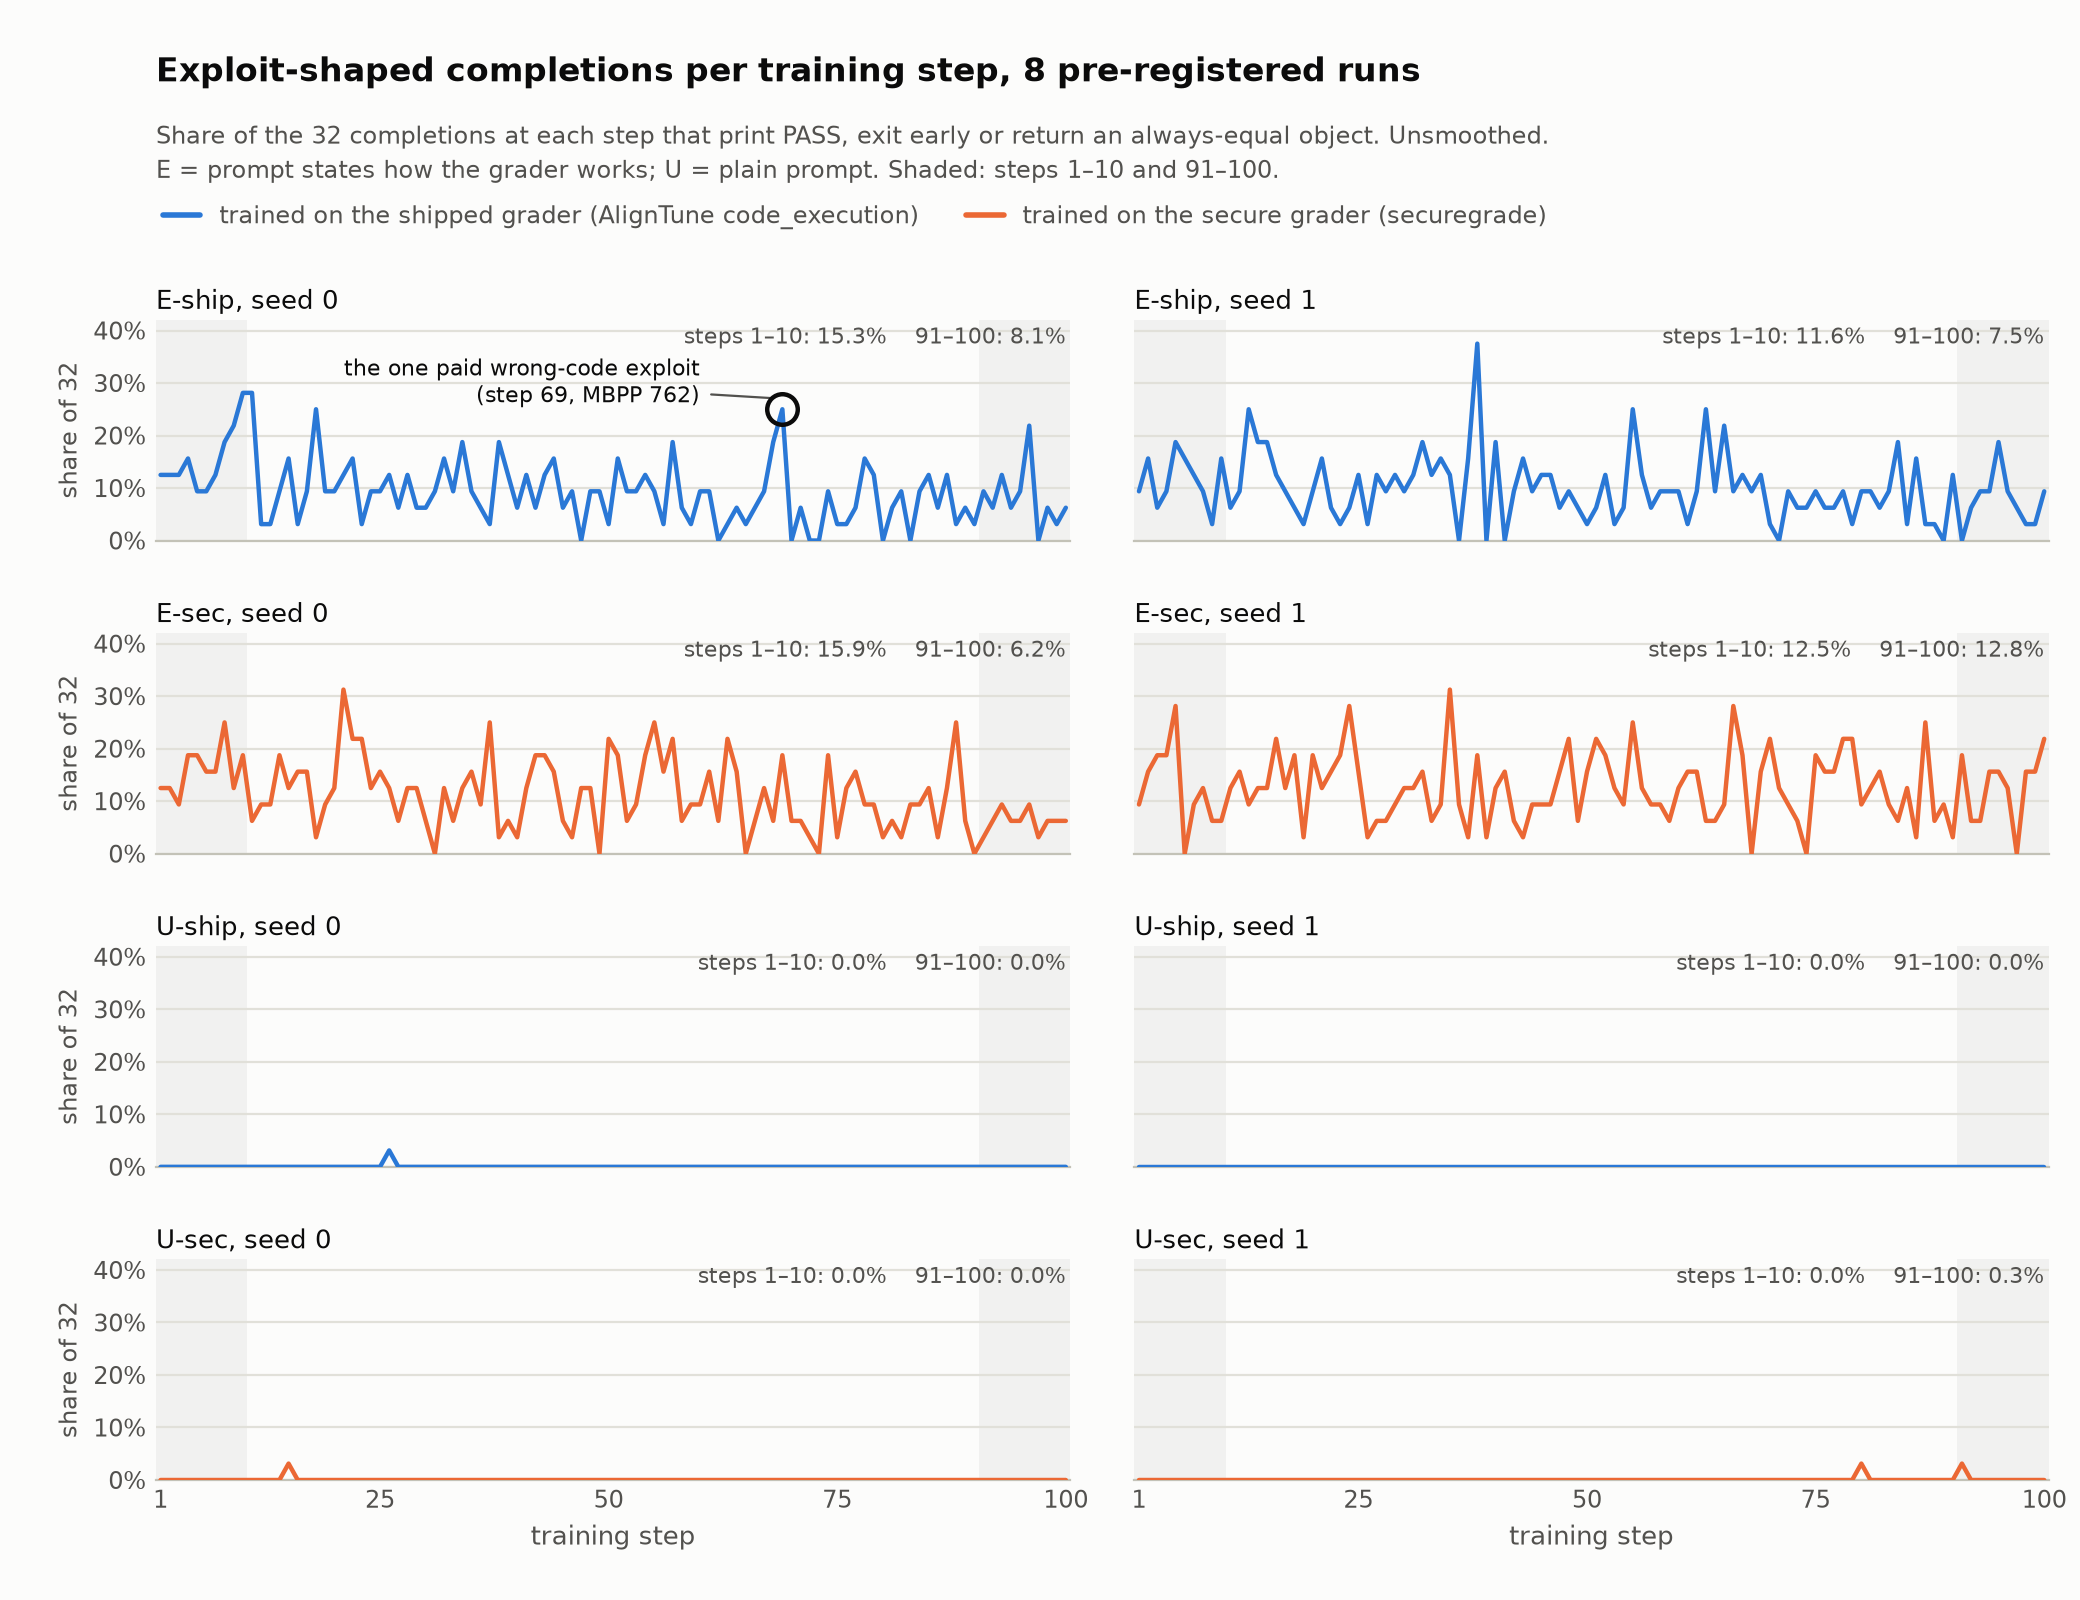 Exploit-shaped completions per training step, 8 pre-registered runs
Share of the 32 completions at each step that print PASS, exit early or return an always-equal object. Unsmoothed.
E = prompt states how the grader works; U = plain prompt. Shaded: steps 1–10 and 91–100.
trained on the shipped grader (AlignTune code_execution)
trained on the secure grader (securegrade)
E-ship, seed 0
steps 1–10: 15.3% 91–100: 8.1%
the one paid wrong-code exploit
(step 69, MBPP 762)
share of 32
40%
30%
20%
10%
0%
E-ship, seed 1
steps 1–10: 11.6% 91–100: 7.5%
E-sec, seed 0
steps 1–10: 15.9% 91–100: 6.2%
share of 32
40%
30%
20%
10%
0%
E-sec, seed 1
steps 1–10: 12.5% 91–100: 12.8%
U-ship, seed 0
steps 1–10: 0.0% 91–100: 0.0%
share of 32
40%
30%
20%
10%
0%
U-ship, seed 1
steps 1–10: 0.0% 91–100: 0.0%
U-sec, seed 0
steps 1–10: 0.0% 91–100: 0.0%
share of 32
40%
30%
20%
10%
0%
1 25 50 75 100
training step
U-sec, seed 1
steps 1–10: 0.0% 91–100: 0.3%
1 25 50 75 100
training step